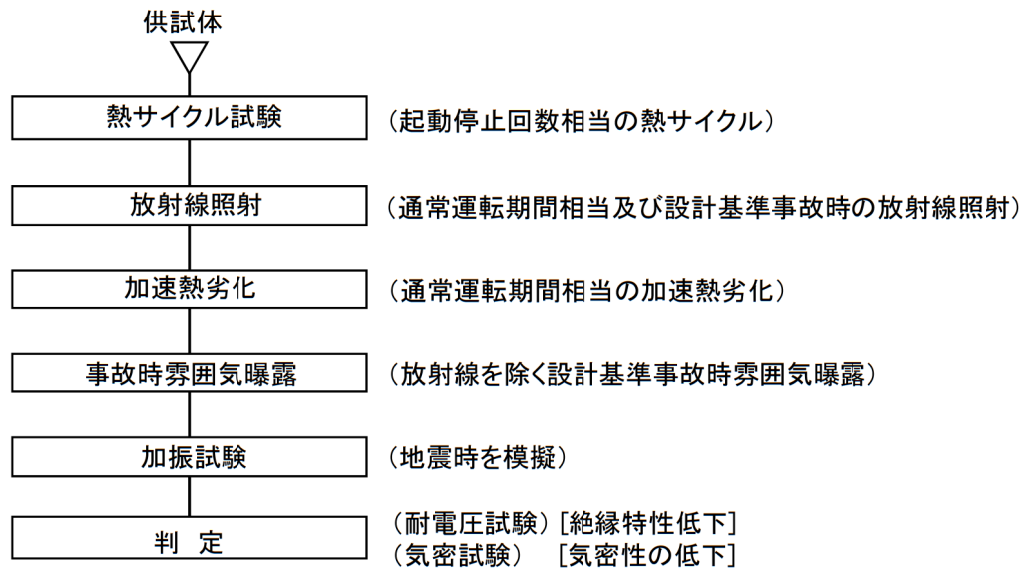 供試体
熱サイクル試験 （起動停止回数相当の熱サイクル）
放射線照射 （通常運転期間相当及び設計基準事故時の放射線照射）
加速熱劣化 （通常運転期間相当の加速熱劣化）
事故時雰囲気曝露 （放射線を除く設計基準事故時雰囲気曝露）
加振試験 （地震時を模擬）
判 定
（耐電圧試験） [絶縁特性低下]
（気密試験） [気密性の低下]